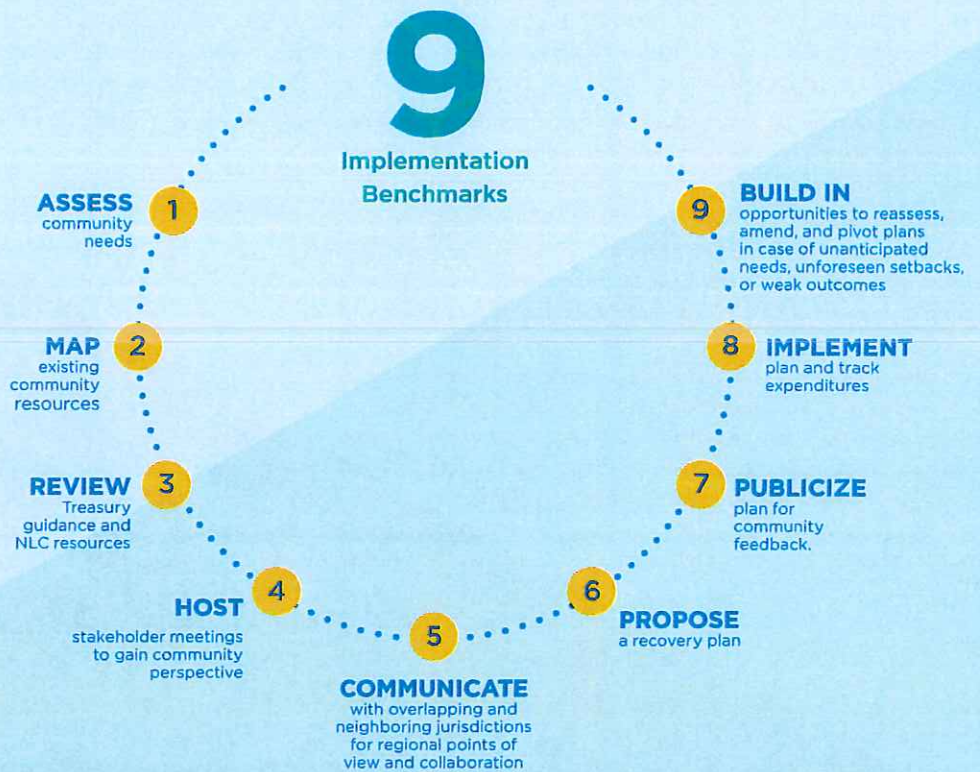 9
Implementation
Benchmarks
1
ASSESS
community
needs
2
MAP
existing
community
resources
3
REVIEW
Treasury
guidance and
NLC resources
4
HOST
stakeholder meetings
to gain community
perspective
5
COMMUNICATE
with overlapping and
neighboring jurisdictions
for regional points of
view and collaboration
6
PROPOSE
a recovery plan
7
PUBLICIZE
plan for
community
feedback.
8
IMPLEMENT
plan and track
expenditures
9
BUILD IN
opportunities to reassess,
amend, and pivot plans
in case of unanticipated
needs, unforeseen setbacks,
or weak outcomes